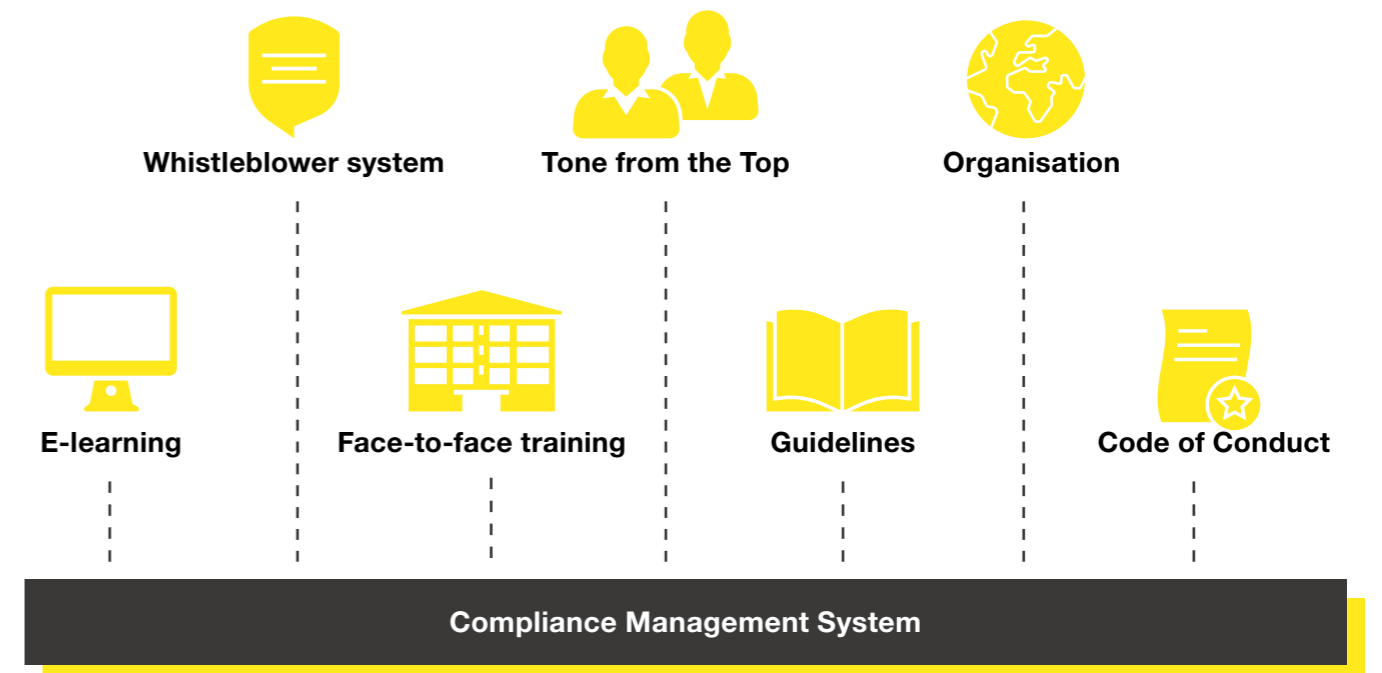 Whistleblower system
Tone from the Top
Organisation
E-learning
Face-to-face training
Guidelines
Code of Conduct
Compliance Management System